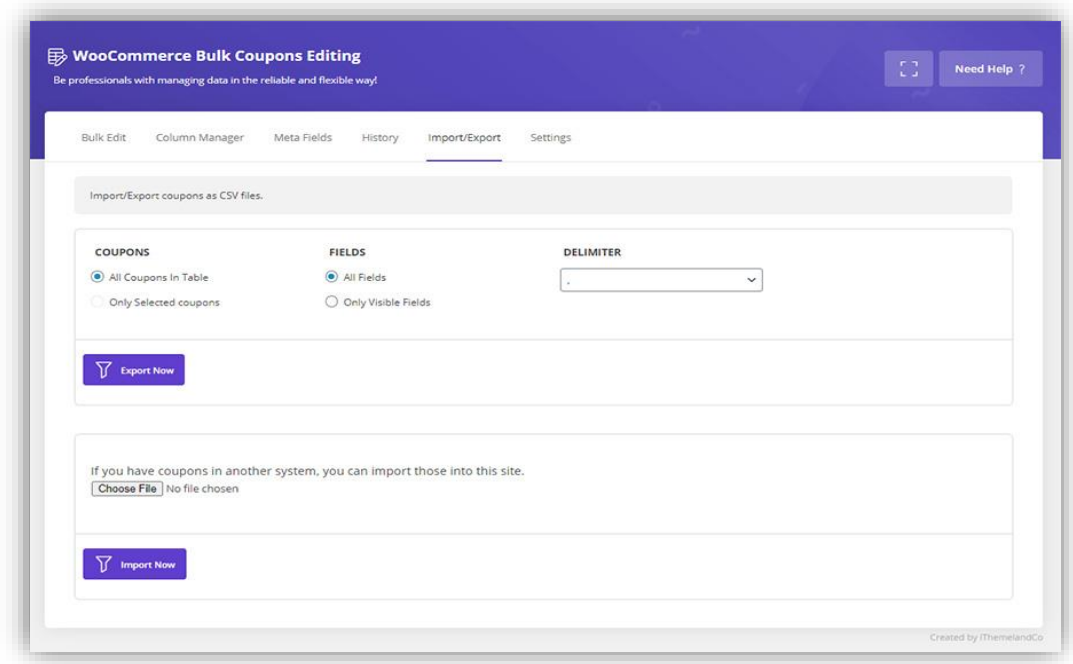 WooCommerce Bulk Coupons Editing
Be professionals with managing data in the reliable and flexible way!
Need Help ?
Bulk Edit Column Manager Meta Fields History Import/Export Settings
Import/Export coupons as CSV files.
COUPONS FIELDS DELIMITER
All Coupons In Table All Fields ,
Only Selected coupons Only Visible Fields
Export Now
If you have coupons in another system, you can import those into this site.
Choose File No file chosen
Import Now
Created by iThemelandCo